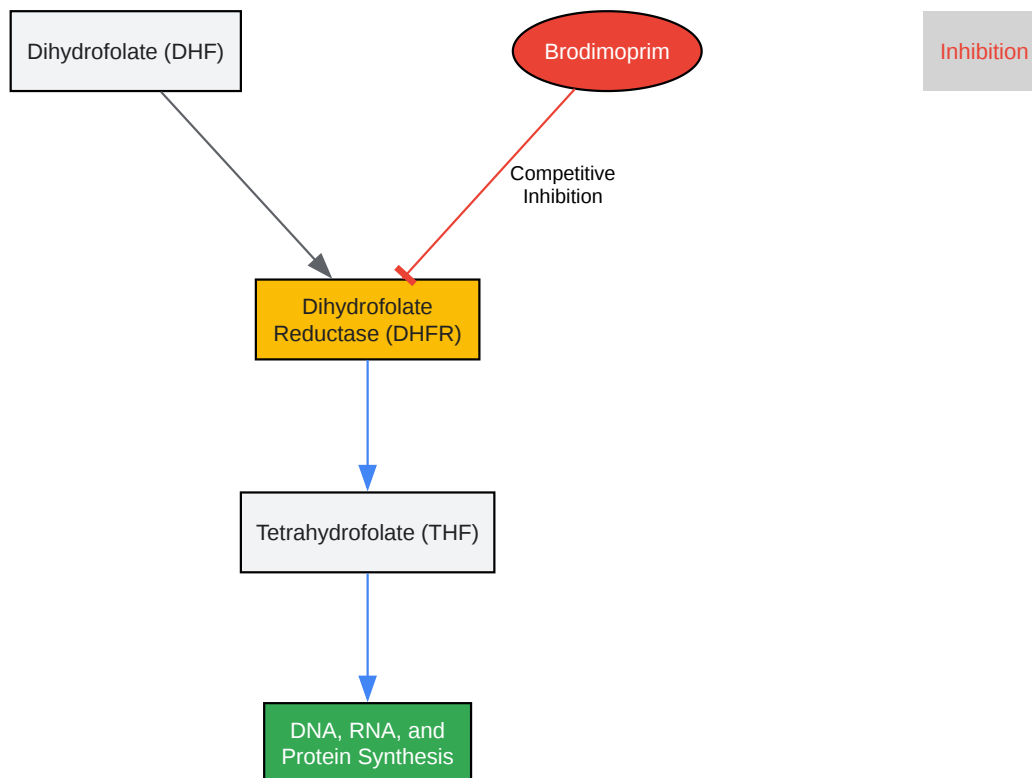 Dihydrofolate (DHF)
Brodimoprim
Inhibition
Competitive
Inhibition
Dihydrofolate
Reductase (DHFR)
Tetrahydrofolate (THF)
DNA, RNA, and
Protein Synthesis